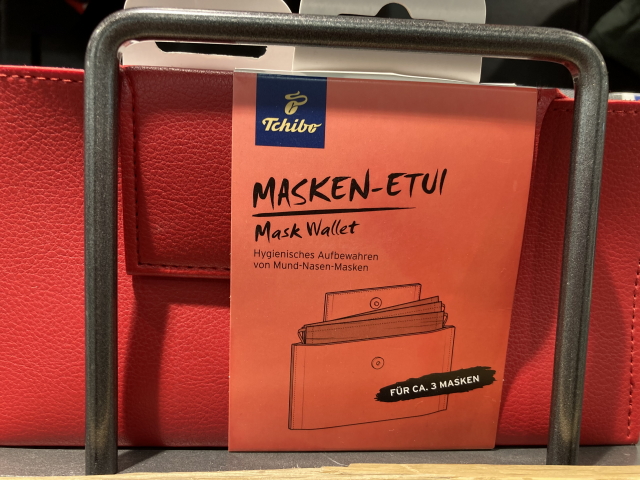 Tchibo
MASKEN-ETUI
Mask Wallet
Hygienisches Aufbewahren
von Mund-Nasen-Masken
FÜR CA. 3 MASKEN